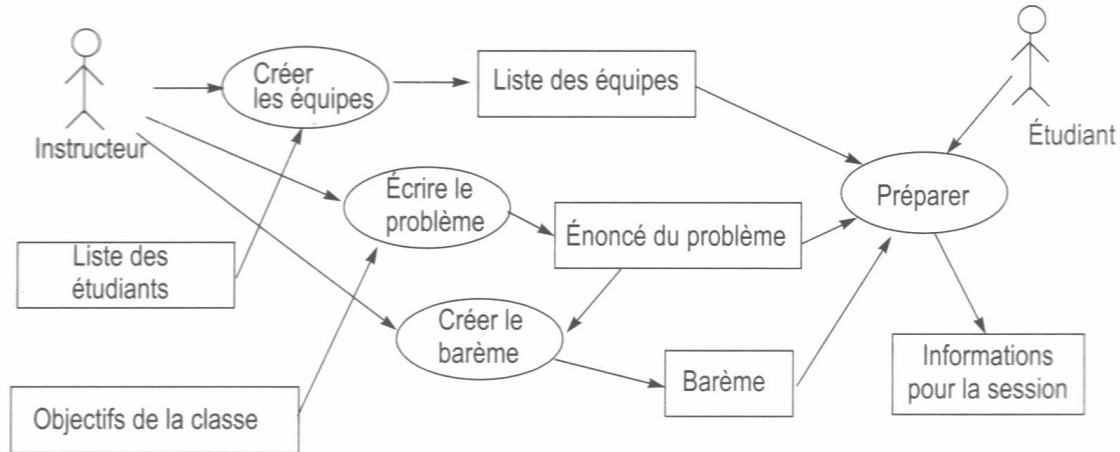 Créer
les équipes
Liste des équipes
Instructeur
Étudiant
Écrire le
problème
Préparer
Énoncé du problème
Liste des
étudiants
Créer le
barème
Barème
Informations
pour la session
Objectifs de la classe